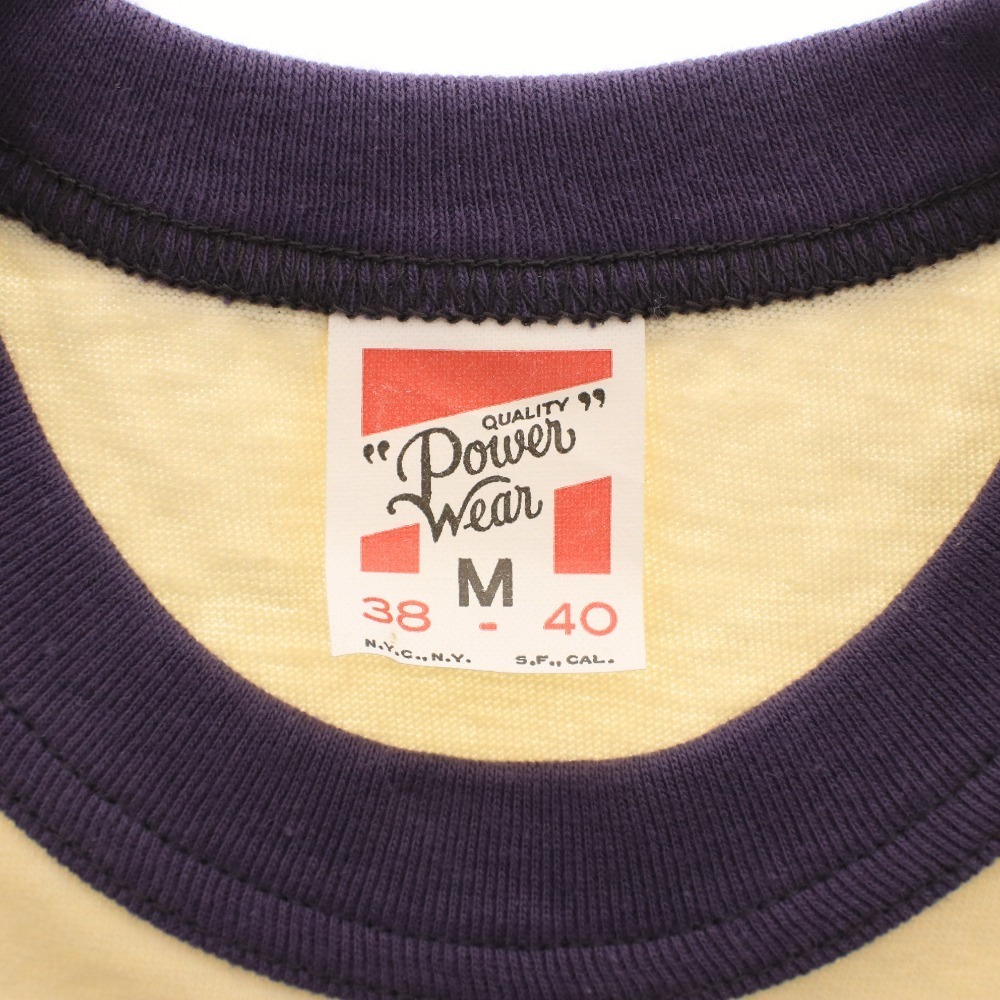 QUALITY
“Power
Wear”
M
38 - 40
N.Y.C., N.Y. S.F., CAL.